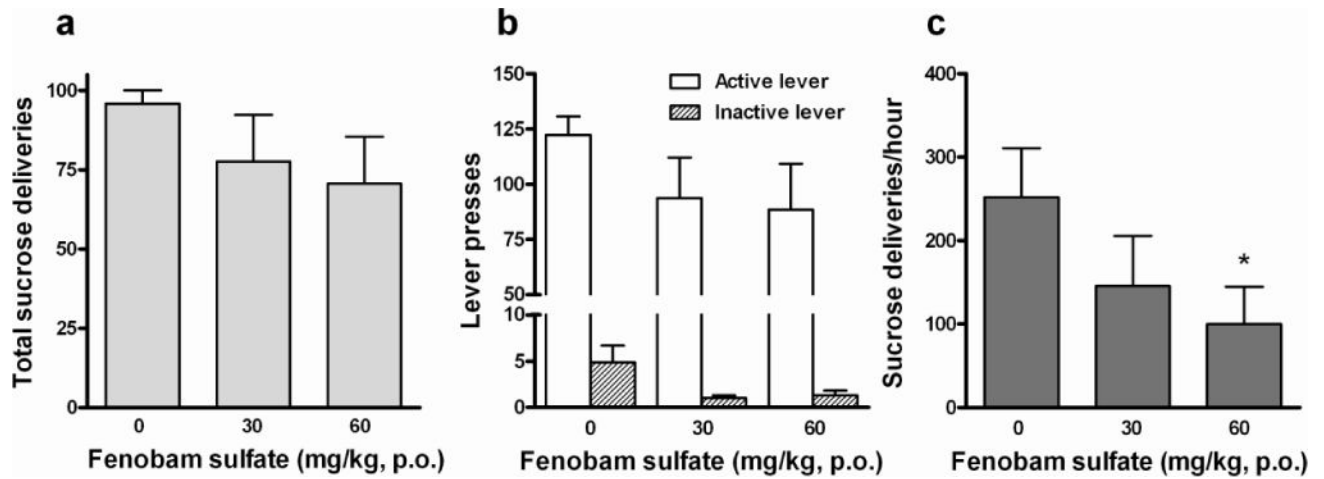 a
Total sucrose deliveries
100
75
50
25
0
0 30 60
Fenobam sulfate (mg/kg, p.o.)
b
Lever presses
150
125
100
75
50
10
5
0
Active lever
Inactive lever
0 30 60
Fenobam sulfate (mg/kg, p.o.)
c
Sucrose deliveries/hour
400
300
200
100
0
*
0 30 60
Fenobam sulfate (mg/kg, p.o.)